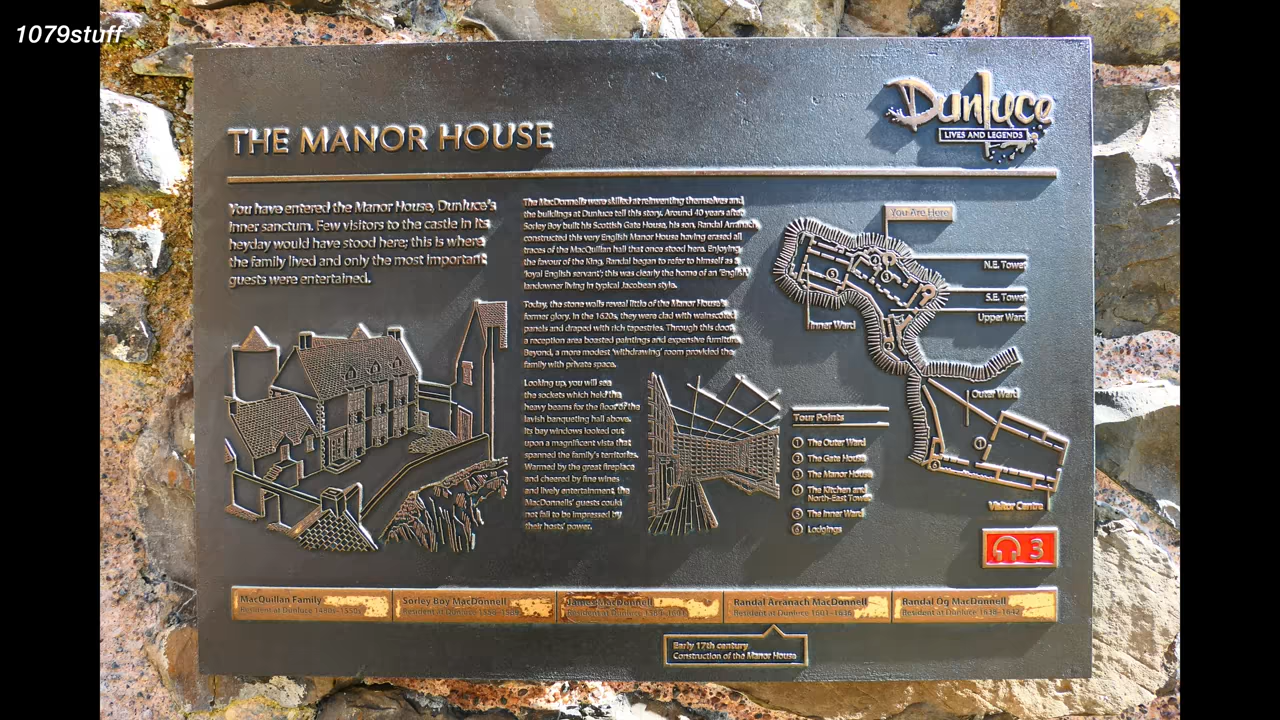 1079stuff
Dunluce
LIVES AND LEGENDS
THE MANOR HOUSE
You have entered the Manor House, Dunluce's
inner sanctum. Few visitors to the castle in its
heyday would have stood here; this is where
the family lived and only the most important
guests were entertained.
The MacDonnells were skilled at reinventing themselves and
the buildings at Dunluce tell this story. Around 40 years after
Sorley Boy built his Scottish Gate House, his son, Randal Arranach,
constructed this very English Manor House having erased all
traces of the MacQuillan hall that once stood here. Enjoying
the favour of the King, Randal began to refer to himself as a
'loyal English servant'; this was clearly the home of an 'English'
landowner living in typical Jacobean style.
Today, the stone walls reveal little of the Manor House's
former glory. In the 1620s, they were clad with wainscoted
panels and draped with rich tapestries. Through this door,
a reception area boasted paintings and expensive furniture.
Beyond, a more modest 'withdrawing' room provided the
family with private space.
Looking up, you will see
the sockets which held the
heavy beams for the floor of the
lavish banqueting hall above.
Its bay windows looked out
upon a magnificent vista that
spanned the family's territories.
Warmed by the great fireplace
and cheered by fine wines
and lively entertainment, the
MacDonnells' guests could
not fail to be impressed by
their hosts' power.
You Are Here
N.E. Tower
S.E. Tower
Upper Ward
Inner Ward
Outer Ward
Visitor Centre
Tour Points
1 The Outer Ward
2 The Gate House
3 The Manor House
4 The Kitchen and
North-East Tower
5 The Inner Ward
6 Lodgings
3
MacQuillan Family
Resident at Dunluce 1480s-1550s
Sorley Boy MacDonnell
Resident at Dunluce
James MacDonnell
Resident at Dunluce
Randal Arranach MacDonnell
Resident at Dunluce 1601-1636
Randal Og MacDonnell
Resident at Dunluce 1636-1642
Early 17th century
Construction of the Manor House